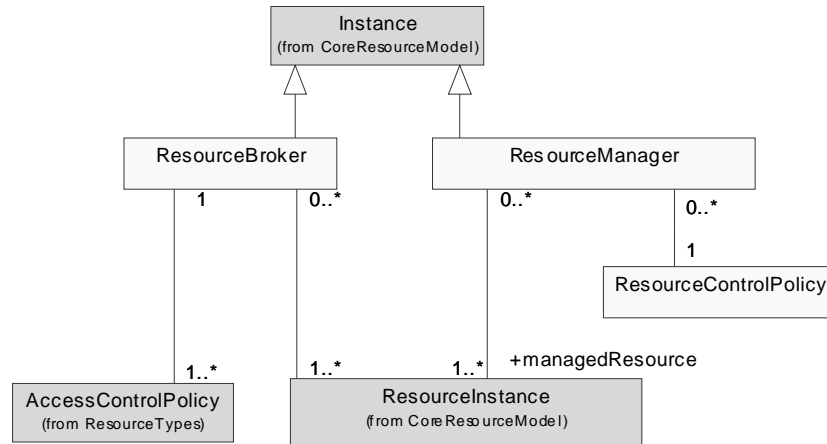 Instance
(from CoreResourceModel)
ResourceBroker
ResourceManager
1
0..*
0..*
0..*
1
ResourceControlPolicy
1..*
1..*
1..*
+managedResource
AccessControlPolicy
(from ResourceTypes)
ResourceInstance
(from CoreResourceModel)